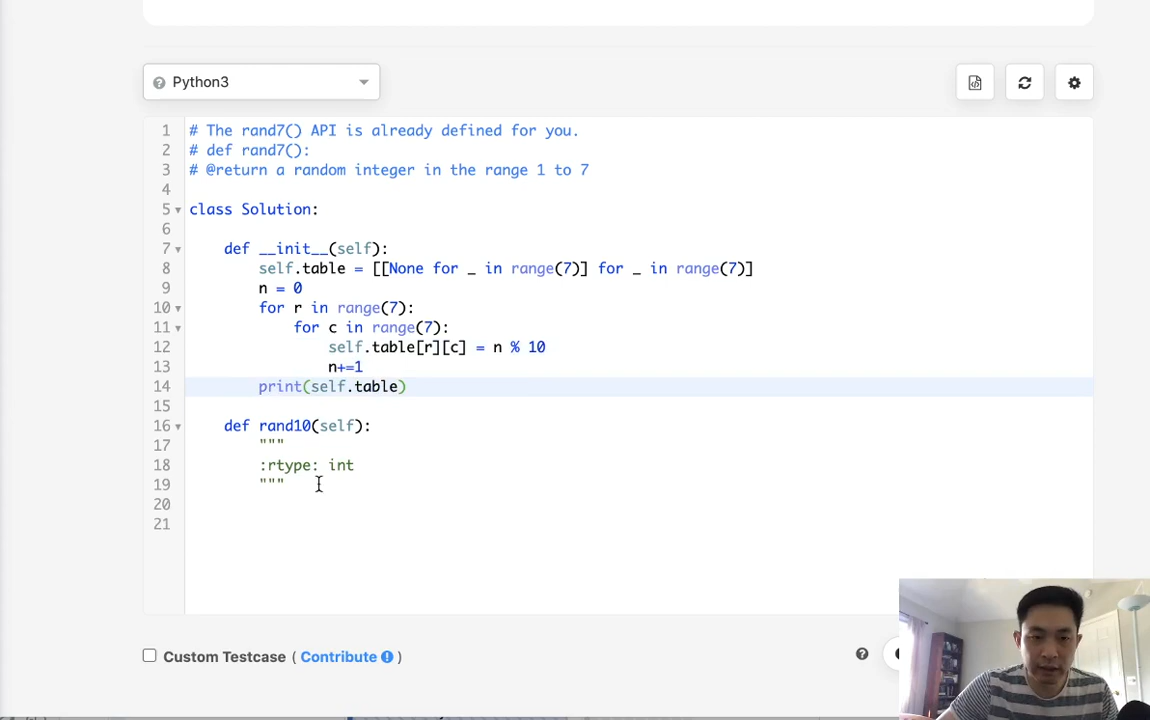 Python3
1 # The rand7() API is already defined for you.
2 # def rand7():
3 # @return a random integer in the range 1 to 7
4
5 class Solution:
6
7 def __init__(self):
8 self.table = [[None for _ in range(7)] for _ in range(7)]
9 n = 0
10 for r in range(7):
11 for c in range(7):
12 self.table[r][c] = n % 10
13 n+=1
14 print(self.table)
15
16 def rand10(self):
17 """
18 :rtype: int
19 """
20
21
Custom Testcase ( Contribute )